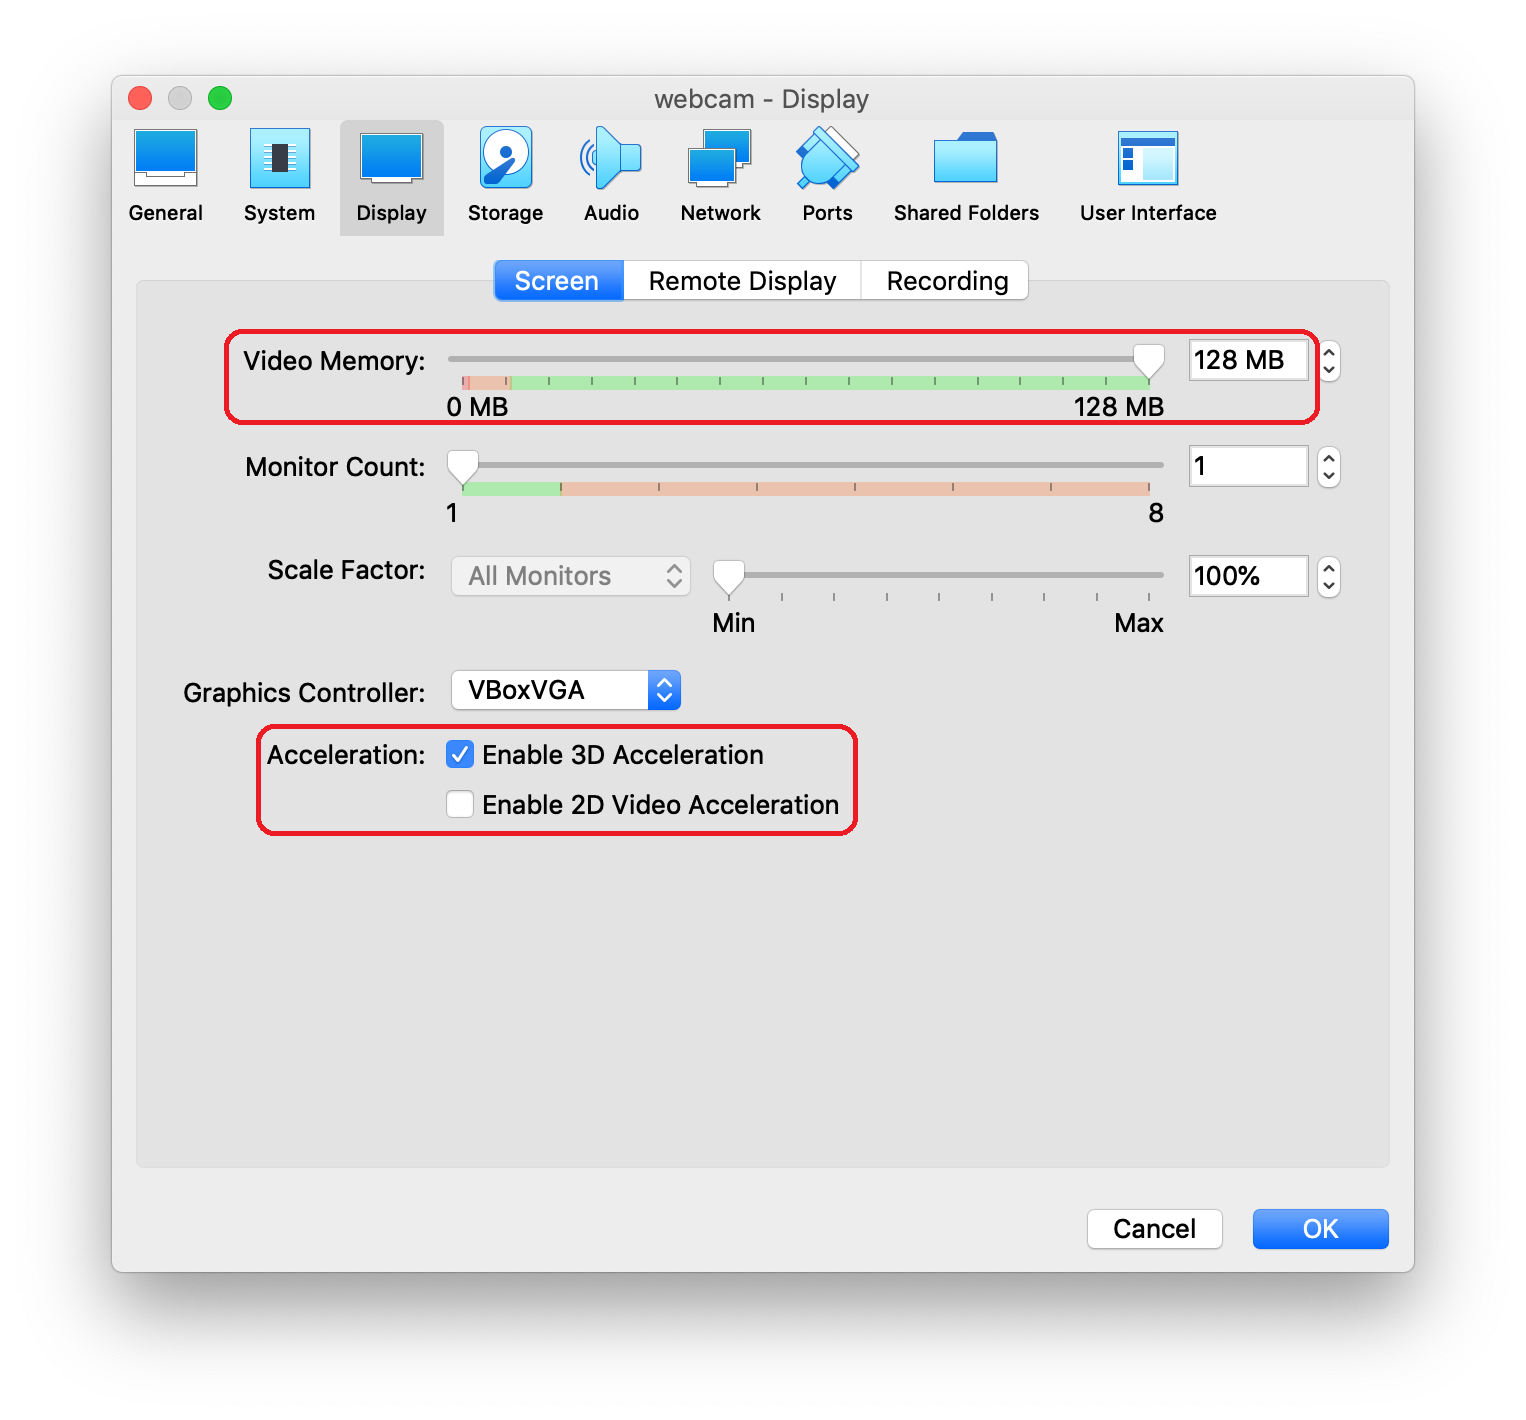 webcam - Display
General System Display Storage Audio Network Ports Shared Folders User Interface
Screen Remote Display Recording
Video Memory: 128 MB
0 MB 128 MB
Monitor Count: 1
1 8
Scale Factor: All Monitors 100%
Min Max
Graphics Controller: VBoxVGA
Acceleration: Enable 3D Acceleration
Enable 2D Video Acceleration
Cancel OK